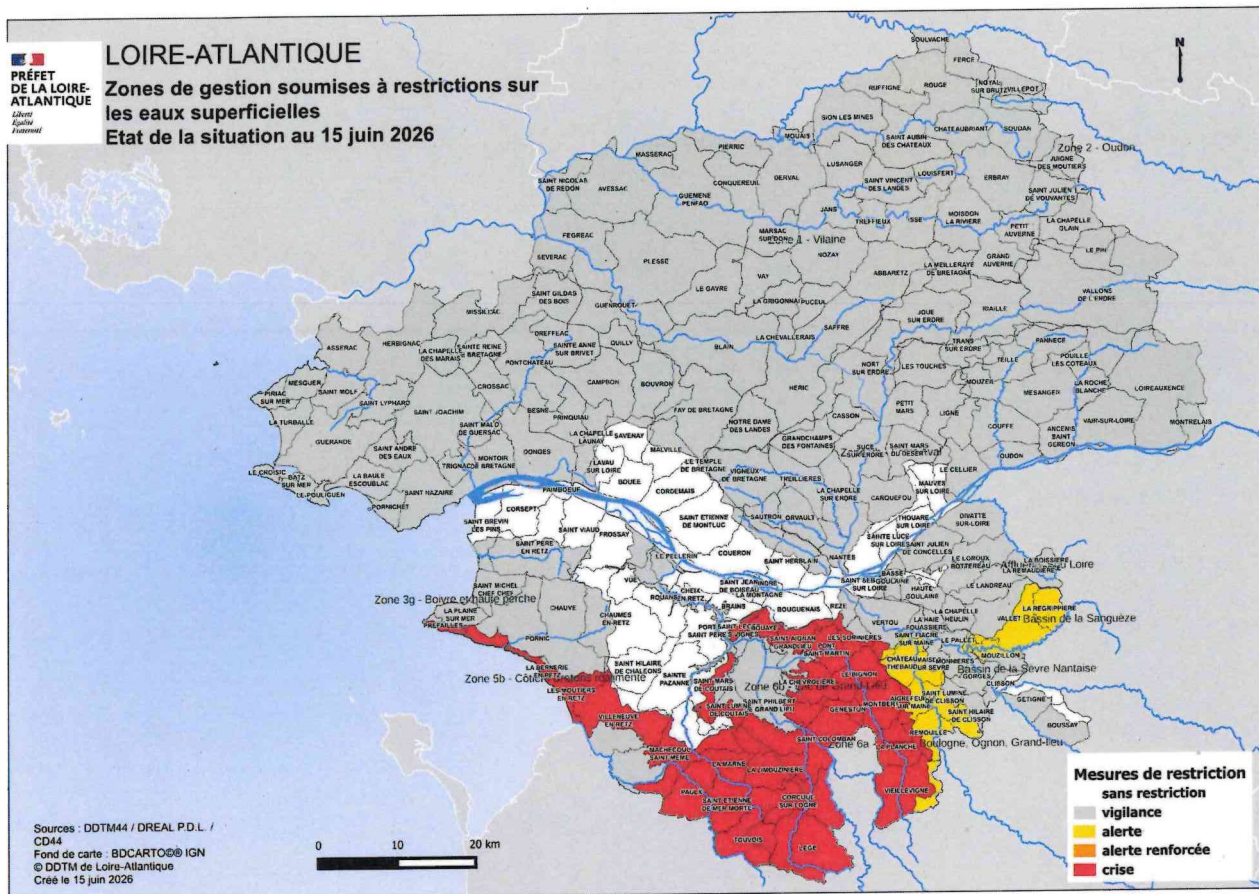 PRÉFET
DE LA LOIRE-
ATLANTIQUE
Liberté
Égalité
Fraternité
LOIRE-ATLANTIQUE
Zones de gestion soumises à restrictions sur
les eaux superficielles
Etat de la situation au 15 juin 2026
N
SOULVACHE
FERCE
RUFFIGNE
ROUGE
NOYAL
SUR BRUTZ
VILLEPOT
SION LES MINES
MOUAIS
SAINT AUBIN
DES CHATEAUX
CHATEAUBRIANT
SOUDAN
Zone 2 - Oudon
PIERRIC
MASSERAC
LUSANGER
JUIGNE
DES MOUTIERS
SAINT NICOLAS
DE REDON
AVESSAC
CONQUEREUIL
DERVAL
SAINT VINCENT
DES LANDES
LOUISFERT
ERBRAY
GUEMENE
PENFAO
SAINT JULIEN
DE VOUVANTES
JANS
TREFFIEUX
ISSE
MOISDON
LA RIVIERE
PETIT
AUVERNE
LA CHAPELLE
GLAIN
FEGREAC
MARSAC
SUR DON
1 - Vilaine
NOZAY
LE PIN
SEVERAC
PLESSE
VAY
ABBARETZ
LA MEILLERAYE
DE BRETAGNE
GRAND
AUVERNE
SAINT GILDAS
DES BOIS
GUENROUET
LE GAVRE
LA GRIGONNAIS
PUCEUL
VALLONS
DE L'ERDRE
MISSILLAC
SAFFRE
JOUE
SUR ERDRE
RIAILLE
DREFFEAC
LA CHEVALLERAIS
ASSERAC
HERBIGNAC
LA CHAPELLE
DES MARAIS
SAINTE REINE
DE BRETAGNE
SAINTE ANNE
SUR BRIVET
QUILLY
BLAIN
TRANS
SUR ERDRE
PANNECE
TEILLE
POUILLE
LES COTEAUX
PONTCHATEAU
NORT
SUR ERDRE
LES TOUCHES
MESQUER
PIRIAC
SUR MER
SAINT MOLF
SAINT LYPHARD
CROSSAC
CAMPBON
BOUVRON
HERIC
MOUZEIL
MESANGER
LA ROCHE
BLANCHE
LOIREAUXENCE
LA TURBALLE
SAINT JOACHIM
BESNE
PRINQUIAU
FAY DE BRETAGNE
CASSON
PETIT
MARS
LIGNE
SAINT MALO
DE GUERSAC
NOTRE DAME
DES LANDES
COUFFE
VAIR-SUR-LOIRE
MONTRELAIS
GUERANDE
LA CHAPELLE
LAUNAY
SAVENAY
GRANDCHAMPS
DES FONTAINES
ANCENIS
SAINT
GEREON
SAINT ANDRE
DES EAUX
MALVILLE
SUCE
SUR ERDRE
SAINT MARS
DU DESERT
OUDON
MONTOIR
DE BRETAGNE
TRIGNAC
DONGES
LAVAU
SUR LOIRE
LE TEMPLE
DE BRETAGNE
VIGNEUX
DE BRETAGNE
TREILLIERES
LE CELLIER
LE CROISIC
BATZ
SUR MER
LA BAULE
ESCOUBLAC
BOUEE
CORDEMAIS
LA CHAPELLE
SUR ERDRE
CARQUEFOU
MAUVES
SUR LOIRE
LE POULIGUEN
SAINT NAZAIRE
PAIMBOEUF
PORNICHET
CORSEPT
SAUTRON
ORVAULT
THOUARE
SUR LOIRE
DIVATTE
SUR-LOIRE
SAINT BREVIN
LES PINS
SAINT VIAUD
FROSSAY
SAINT ETIENNE
DE MONTLUC
SAINTE LUCE
SUR LOIRE
SAINT JULIEN
DE CONCELLES
SAINT PERE
EN RETZ
LE PELLERIN
COUERON
SAINT HERBLAIN
NANTES
LE LOROUX
BOTTEREAU
LA BOISSIERE
LA REMAUDIERE
VUE
SAINT JEAN
DE BOISEAU
INDRE
BASSE
GOULAINE
LE LANDREAU
SAINT MICHEL
CHEF CHEF
ROUANS
CHEIX
EN RETZ
LA MONTAGNE
HAUTE
GOULAINE
Zone 3g - Boivre et haute perche
CHAUVE
BRAINS
BOUGUENAIS
REZE
LA REGRIPPIERE
LA PLAINE
SUR MER
CHAUMES
EN-RETZ
VERTOU
LA CHAPELLE
HEULIN
VALLET
Bassin de la Sanguèze
PREFAILLES
PORNIC
LA HAIE
FOUASSIERE
SAINT AIGNAN
GRANDLIEU
LES SORINIERES
SAINT FIACRE
SUR MAINE
LE PALLET
MOUZILLON
PONT
SAINT MARTIN
SAINT HILAIRE
DE CHALEONS
MONNIERES
Bassin de la Sèvre Nantaise
GORGES
LA BERNERIE
EN RETZ
SAINTE
PAZANNE
SAINT MARS
DE COUTAIS
LA CHEVROLIERE
LE BIGNON
CLISSON
GETIGNE
LES MOUTIERS
EN RETZ
SAINT LUMINE
DE CLISSON
SAINT PHILBERT
DE GRAND LIEU
MONTBERT
SAINT LUMINE
DE COUTAIS
GENESTON
BOUSSAY
SAINT HILAIRE
DE CLISSON
VILLENEUVE
EN RETZ
REMOUILLE
SAINT COLOMBAN
Zone 6a
Boulogne, Ognon, Grand-lieu
MACHECOUL
SAINT MEME
LA PLANCHE
LA MARNE
LA LIMOUZINIERE
PAULX
SAINT ETIENNE
DE MER MORTE
CORCOUE
SUR LOGNE
VIEILLEVIGNE
TOUVOIS
LEGE
Mesures de restriction
sans restriction
vigilance
alerte
alerte renforcée
crise
Sources : DDTM44 / DREAL P.D.L. /
CD44
Fond de carte : BDCARTO©® IGN
© DDTM de Loire-Atlantique
Créé le 15 juin 2026
0 10 20 km